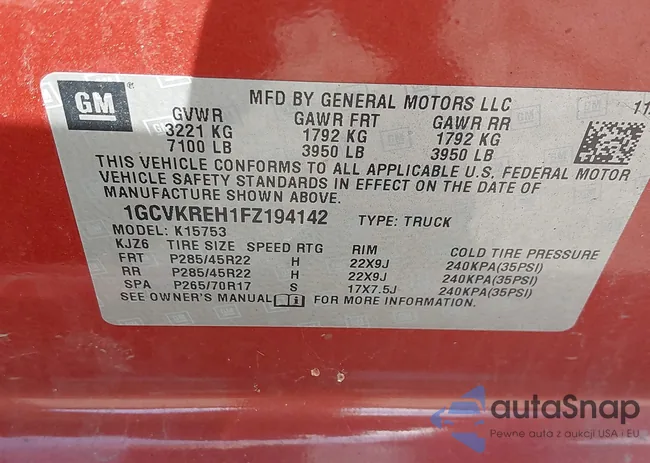 GM ® MFD BY GENERAL MOTORS LLC 11
GVWR GAWR FRT GAWR RR
3221 KG 1792 KG 1792 KG
7100 LB 3950 LB 3950 LB
THIS VEHICLE CONFORMS TO ALL APPLICABLE U.S. FEDERAL MOTOR
VEHICLE SAFETY STANDARDS IN EFFECT ON THE DATE OF
MANUFACTURE SHOWN ABOVE.
1GCVKREH1FZ194142 TYPE: TRUCK
MODEL: K15753
KJZ6 TIRE SIZE SPEED RTG RIM COLD TIRE PRESSURE
FRT P285/45R22 H 22X9J 240KPA(35PSI)
RR P285/45R22 H 22X9J 240KPA(35PSI)
SPA P265/70R17 S 17X7.5J 240KPA(35PSI)
SEE OWNER'S MANUAL FOR MORE INFORMATION.
autaSnap
Pewne auta z aukcji USA i EU